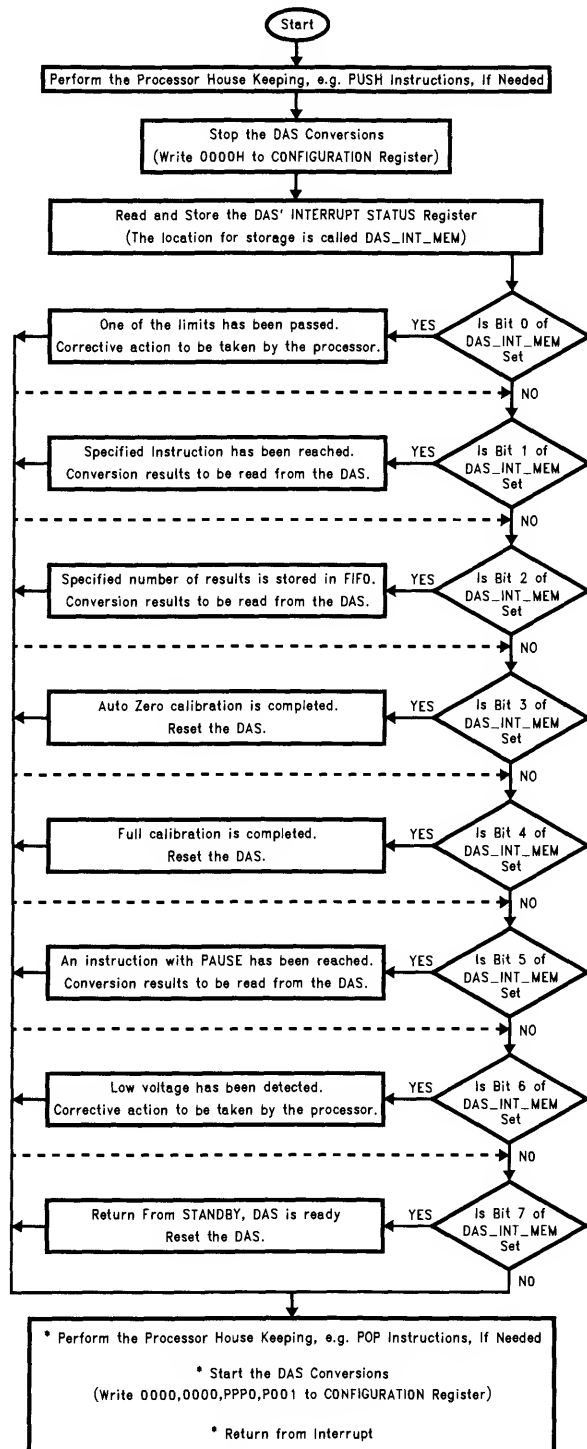 Start
Perform the Processor House Keeping, e.g. PUSH Instructions, If Needed
Stop the DAS Conversions
(Write 0000H to CONFIGURATION Register)
Read and Store the DAS' INTERRUPT STATUS Register
(The location for storage is called DAS_INT_MEM)
Is Bit 0 of
DAS_INT_MEM
Set
YES
One of the limits has been passed.
Corrective action to be taken by the processor.
NO
Is Bit 1 of
DAS_INT_MEM
Set
YES
Specified Instruction has been reached.
Conversion results to be read from the DAS.
NO
Is Bit 2 of
DAS_INT_MEM
Set
YES
Specified number of results is stored in FIFO.
Conversion results to be read from the DAS.
NO
Is Bit 3 of
DAS_INT_MEM
Set
YES
Auto Zero calibration is completed.
Reset the DAS.
NO
Is Bit 4 of
DAS_INT_MEM
Set
YES
Full calibration is completed.
Reset the DAS.
NO
Is Bit 5 of
DAS_INT_MEM
Set
YES
An instruction with PAUSE has been reached.
Conversion results to be read from the DAS.
NO
Is Bit 6 of
DAS_INT_MEM
Set
YES
Low voltage has been detected.
Corrective action to be taken by the processor.
NO
Is Bit 7 of
DAS_INT_MEM
Set
YES
Return From STANDBY, DAS is ready
Reset the DAS.
NO
* Perform the Processor House Keeping, e.g. POP Instructions, If Needed
* Start the DAS Conversions
(Write 0000,0000,PPP0,P001 to CONFIGURATION Register)
* Return from Interrupt